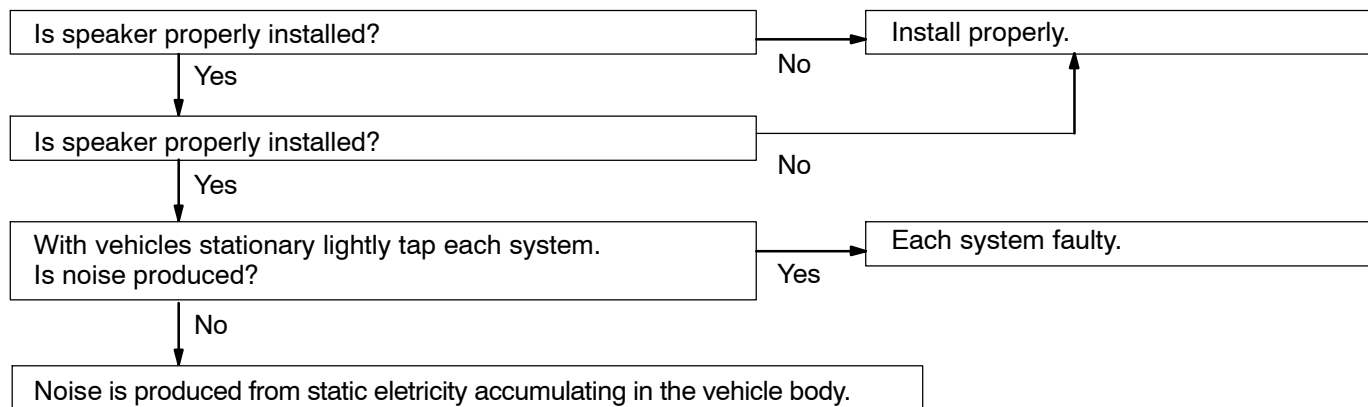 Is speaker properly installed?
Install properly.
No
Yes
Is speaker properly installed?
No
Yes
With vehicles stationary lightly tap each system.
Is noise produced?
Each system faulty.
Yes
No
Noise is produced from static eletricity accumulating in the vehicle body.